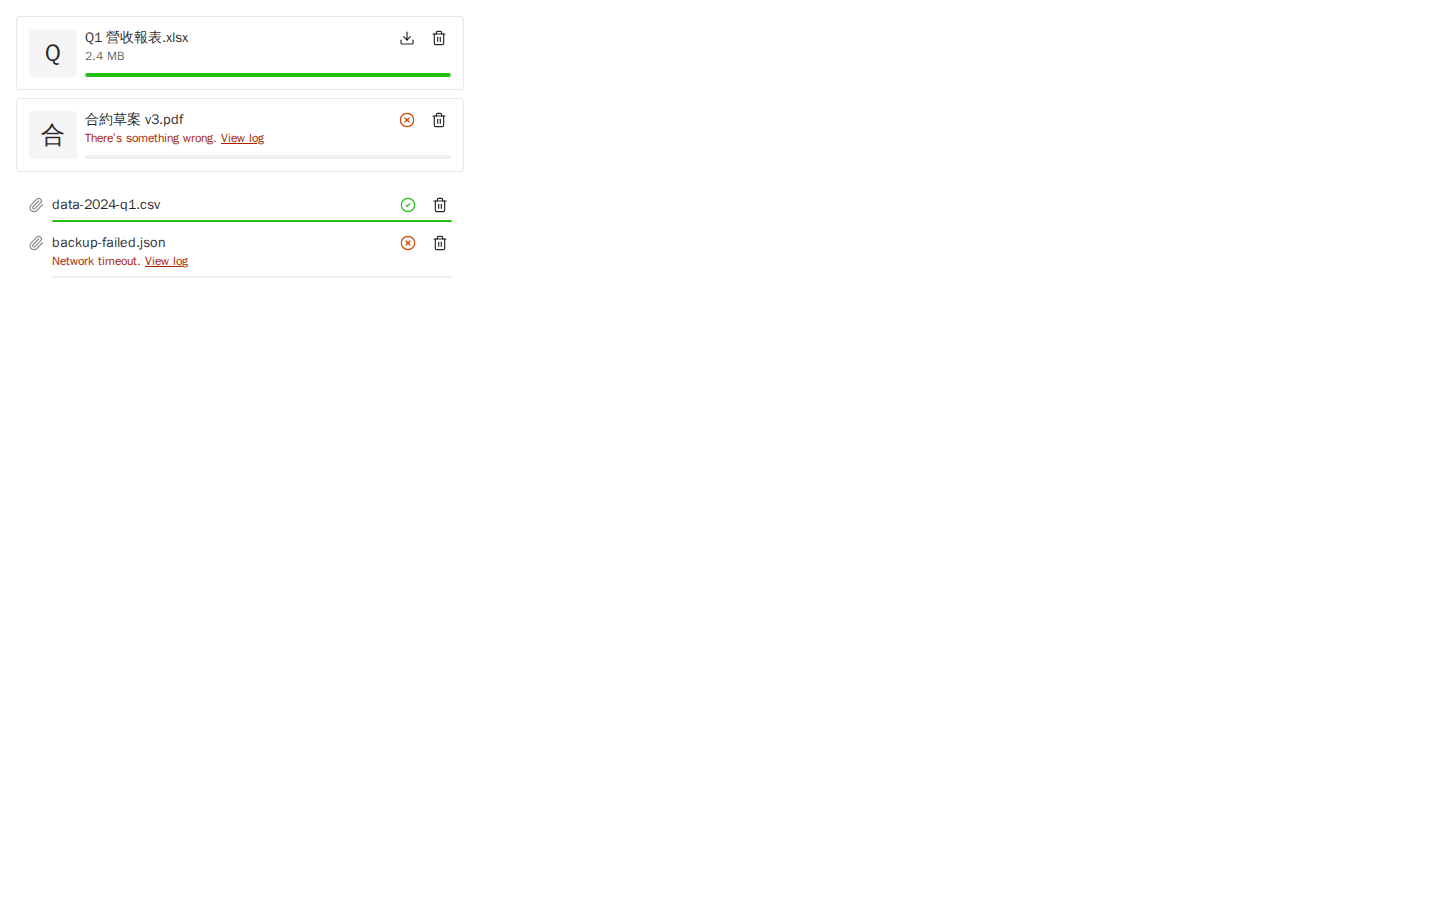 Q
Q1 營收報表.xlsx
2.4 MB
合
合約草案 v3.pdf
There's something wrong. View log
data-2024-q1.csv
backup-failed.json
Network timeout. View log